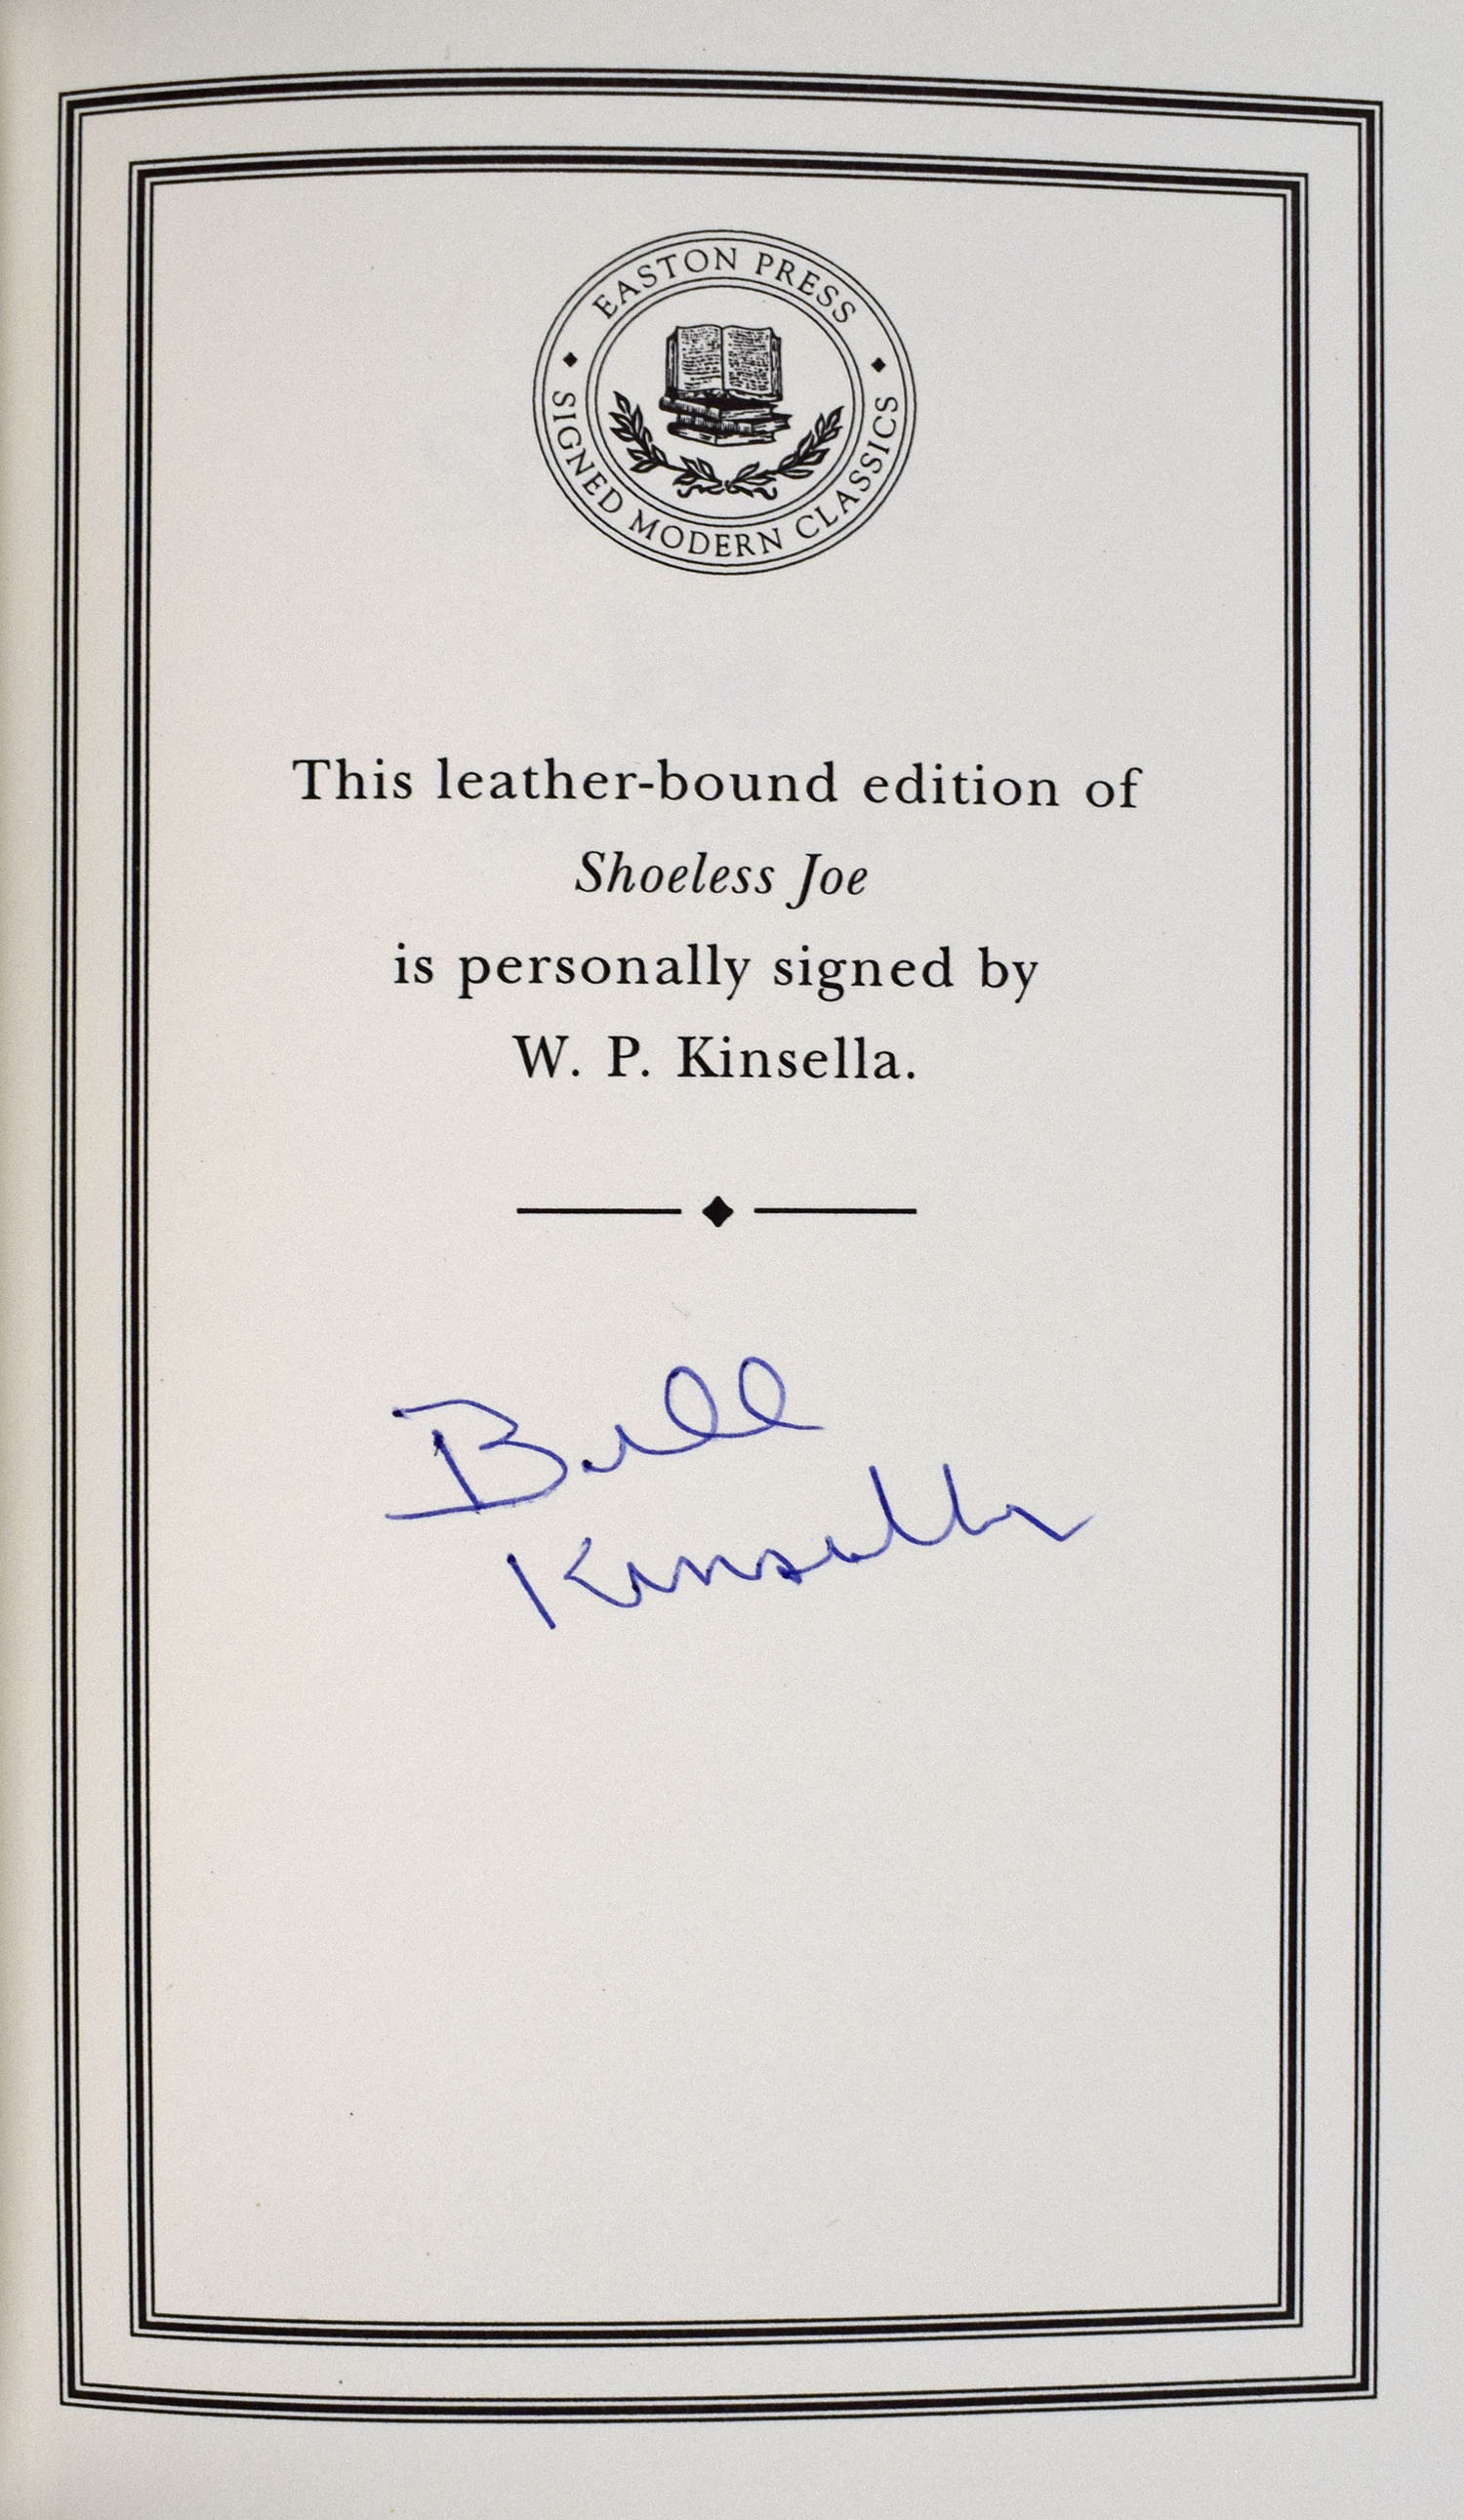 EASTON PRESS
SIGNED MODERN CLASSICS
This leather-bound edition of
Shoeless Joe
is personally signed by
W. P. Kinsella.
Bill
Kinsella